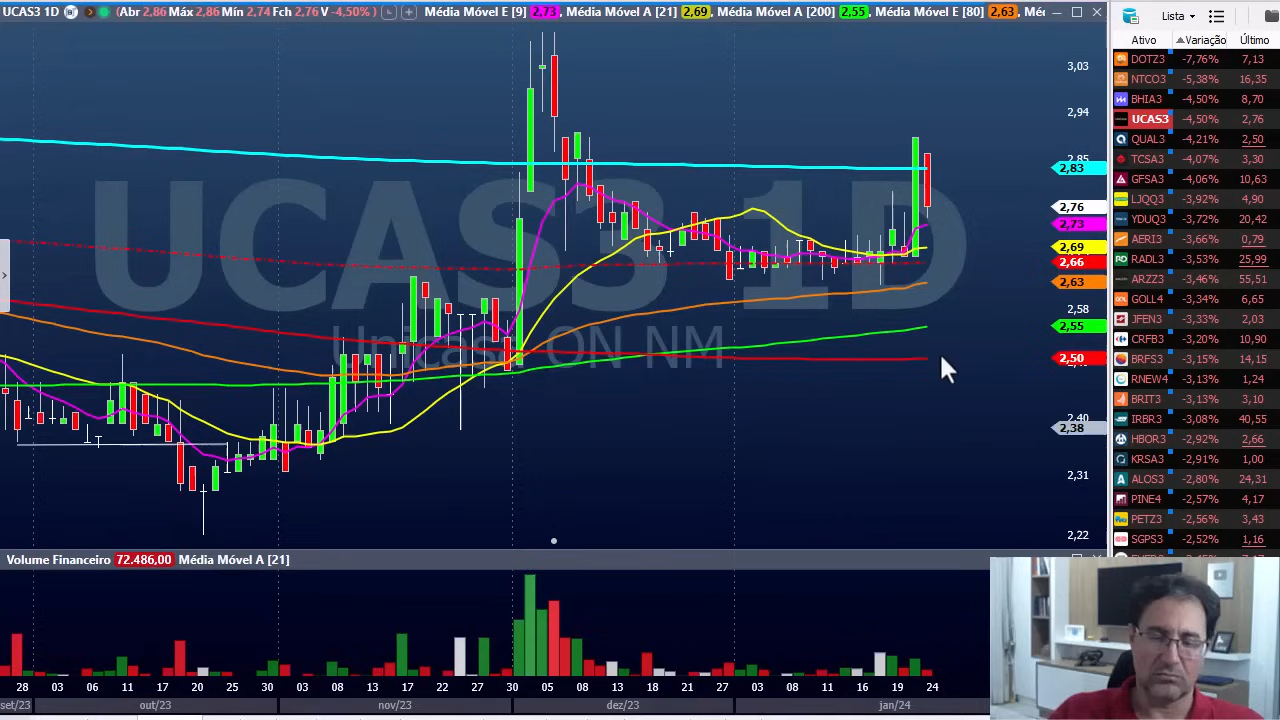 UCAS3 1D (Abr 2,86 Máx 2,86 Mín 2,74 Fch 2,76 V -4,50% ) Média Móvel E [9] 2,73, Média Móvel A [21] 2,69, Média Móvel A [200] 2,55, Média Móvel E [80] 2,63, Mé
Lista
Ativo Variação Último
DOTZ3 -7,76% 7,13
NTCO3 -5,38% 16,35
BHIA3 -4,50% 8,70
UCAS3 -4,50% 2,76
QUAL3 -4,21% 2,50
TCSA3 -4,07% 3,30
GFSA3 -4,06% 10,63
LJQQ3 -3,92% 4,90
YDUQ3 -3,72% 20,42
AERI3 -3,66% 0,79
RADL3 -3,53% 25,99
ARZZ3 -3,46% 55,51
GOLL4 -3,34% 6,65
JFEN3 -3,33% 2,03
CRFB3 -3,20% 10,90
BRFS3 -3,15% 14,15
RNEW4 -3,13% 1,24
BRIT3 -3,13% 3,10
IRBR3 -3,08% 40,55
HBOR3 -2,92% 2,66
KRSA3 -2,91% 1,00
ALOS3 -2,80% 24,31
PINE4 -2,57% 4,17
PETZ3 -2,56% 3,43
SGPS3 -2,52% 1,16
3,03
2,94
2,85
2,83
2,76
2,73
2,69
2,66
2,63
2,58
2,55
2,50
2,40
2,38
2,31
2,22
UCAS3 1D
Unicasa ON NM
Volume Financeiro 72.486,00 Média Móvel A [21]
28 03 06 11 17 20 25 30 03 08 13 17 22 27 30 05 08 13 18 21 27 03 08 11 16 19 24
set/23 out/23 nov/23 dez/23 jan/24